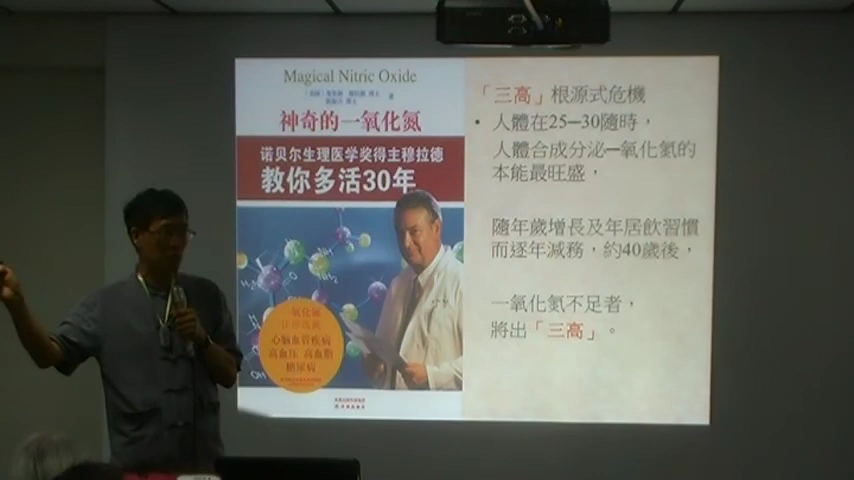 Magical Nitric Oxide
神奇的一氧化氮
诺贝尔生理医学奖得主穆拉德
教你多活30年
一氧化氮
心脑血管疾病
高血压 高血脂
糖尿病
「三高」根源式危機
• 人體在25─30隨時，
人體合成分泌─氧化氮的
本能最旺盛，
隨年歲增長及年居飲習慣
而逐年減務，約40歲後，
一氧化氮不足者，
將出「三高」。